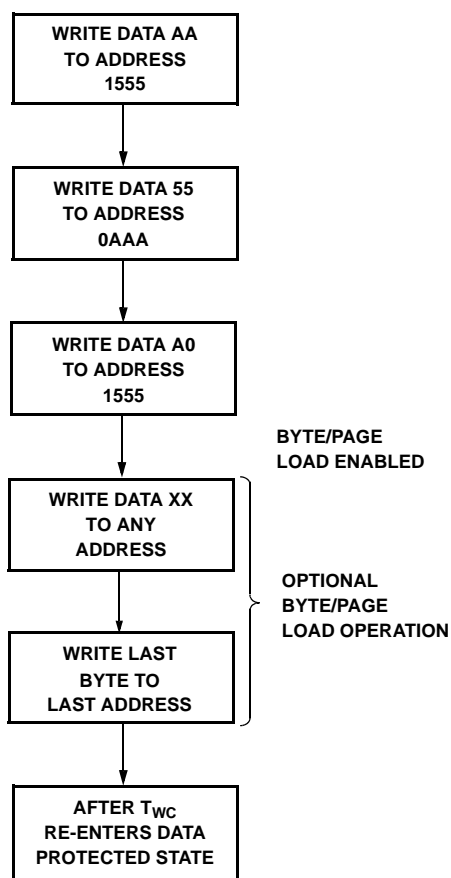 WRITE DATA AA
TO ADDRESS
1555
WRITE DATA 55
TO ADDRESS
0AAA
WRITE DATA A0
TO ADDRESS
1555
BYTE/PAGE
LOAD ENABLED
WRITE DATA XX
TO ANY
ADDRESS
OPTIONAL
BYTE/PAGE
LOAD OPERATION
WRITE LAST
BYTE TO
LAST ADDRESS
AFTER TWC
RE-ENTERS DATA
PROTECTED STATE